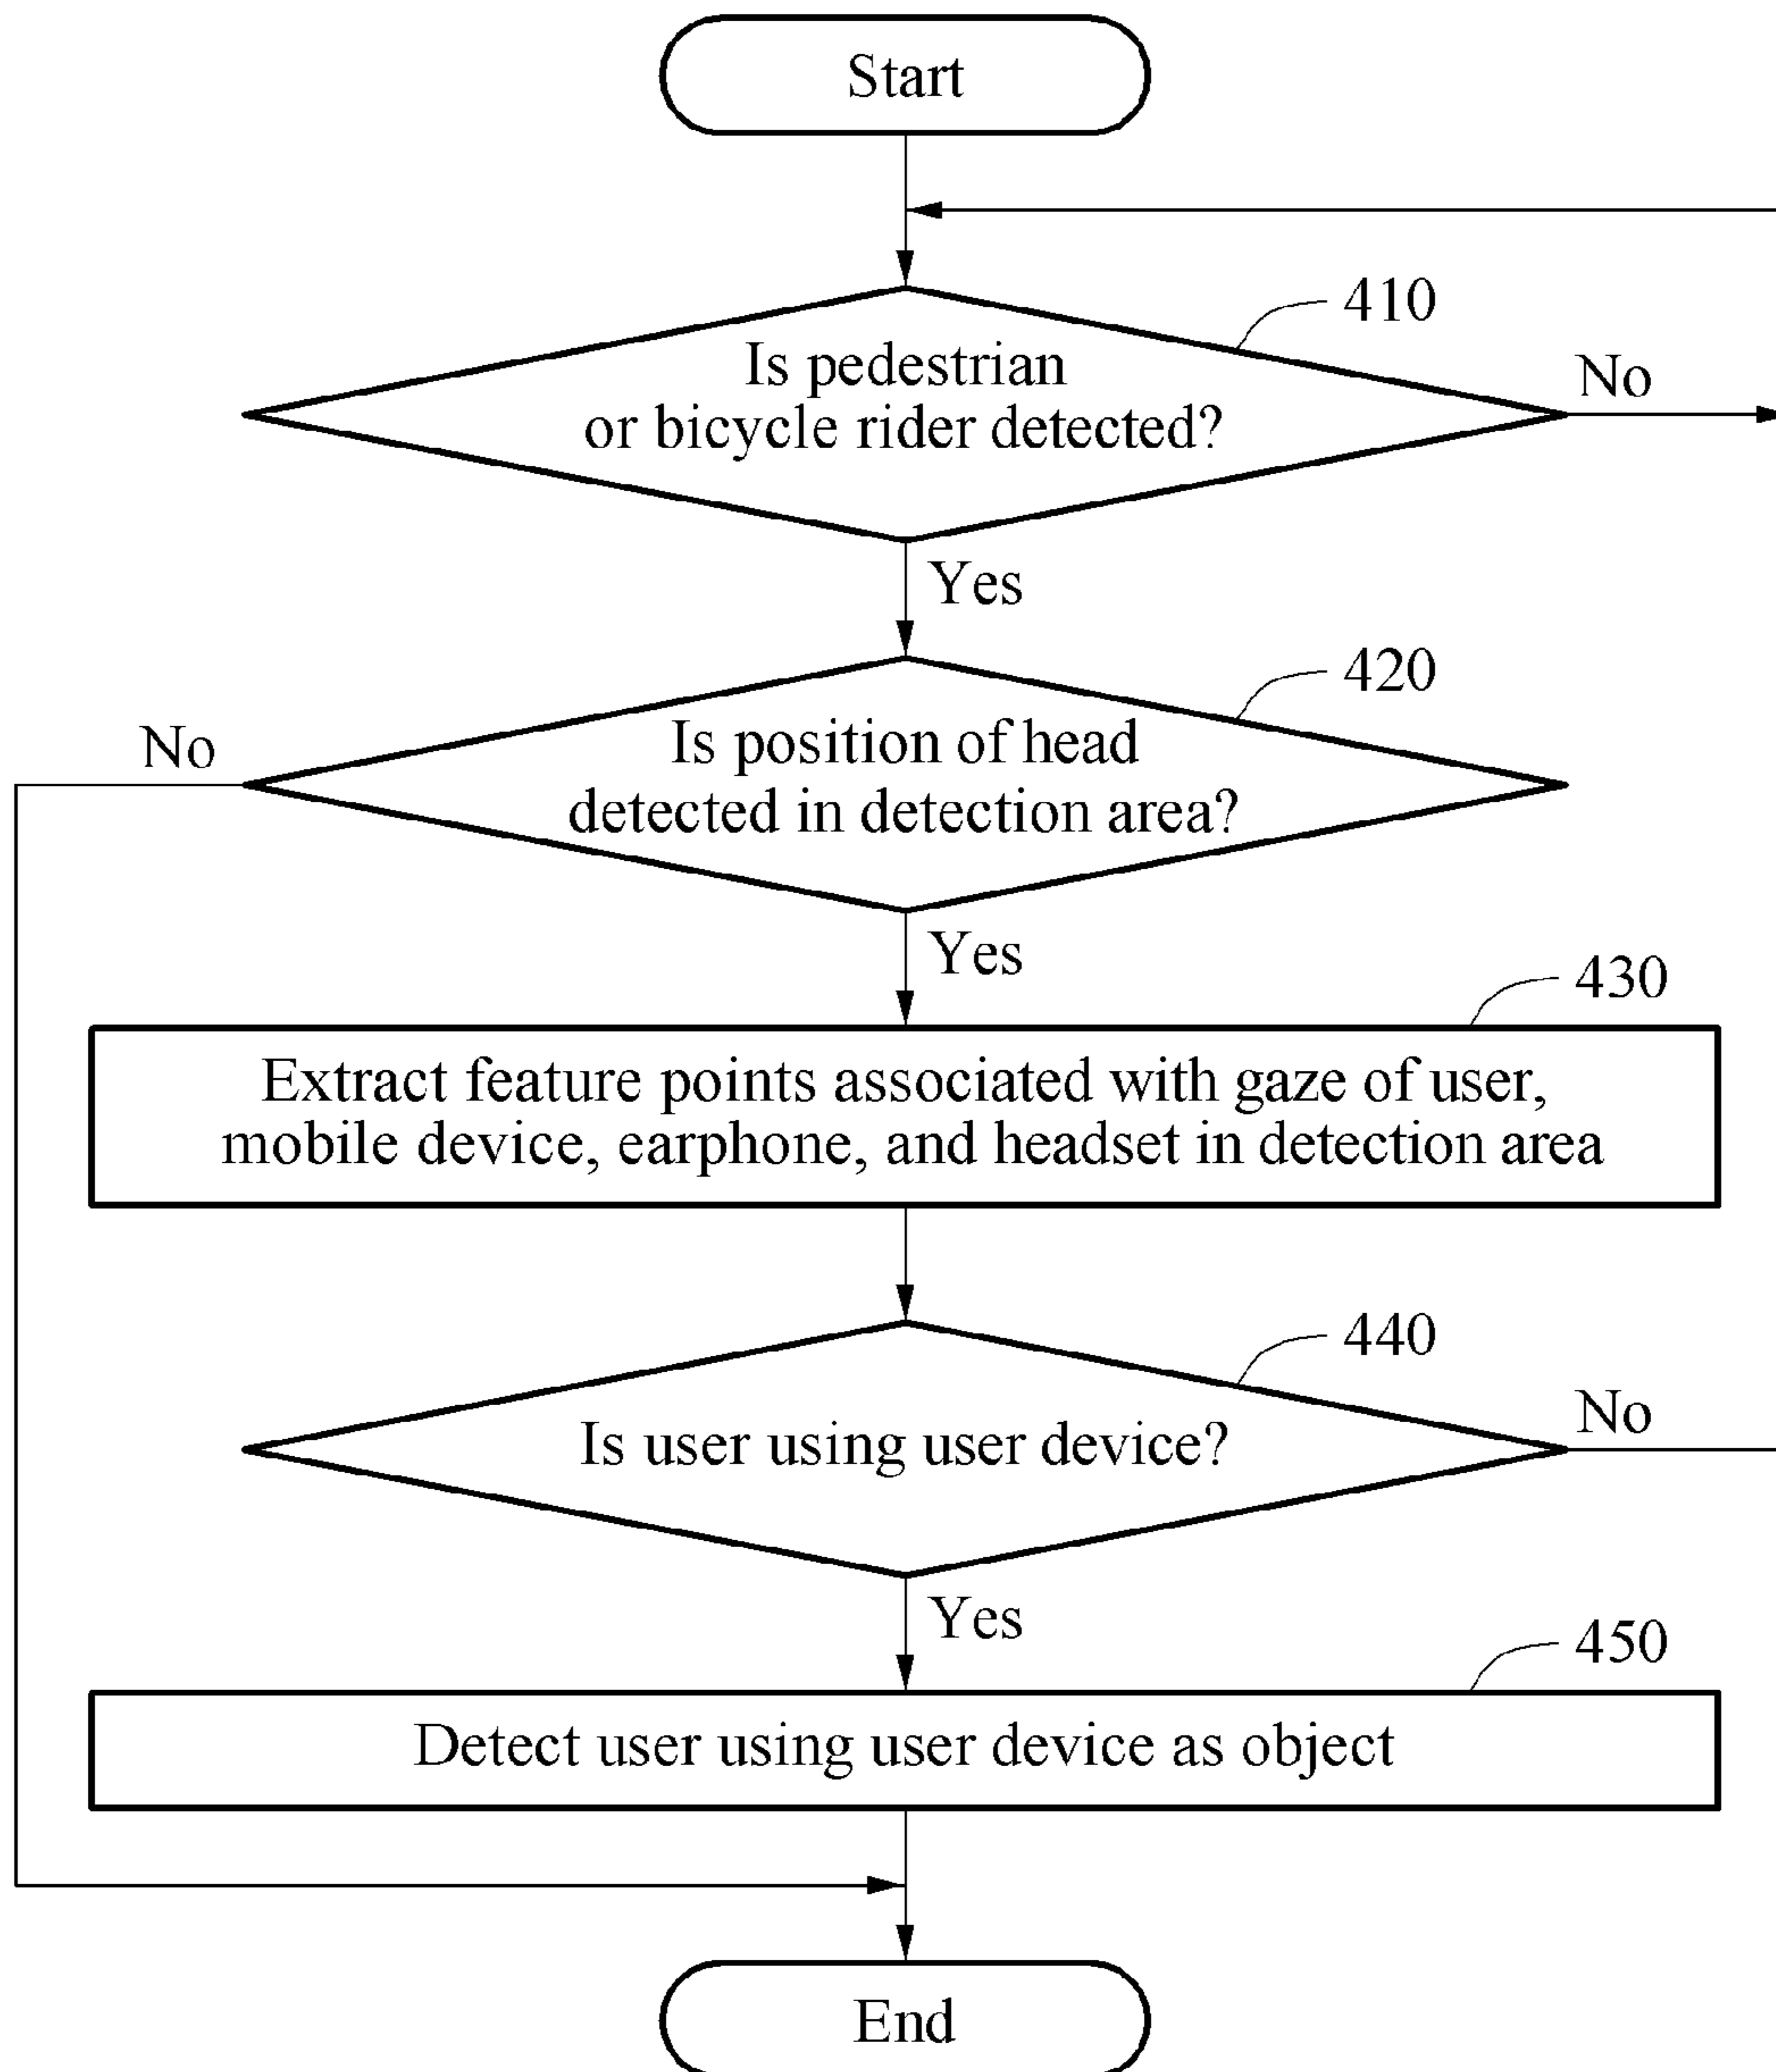 Start
410
Is pedestrian
or bicycle rider detected?
No
Yes
420
Is position of head
detected in detection area?
No
Yes
430
Extract feature points associated with gaze of user,
mobile device, earphone, and headset in detection area
440
Is user using user device?
No
Yes
450
Detect user using user device as object
End